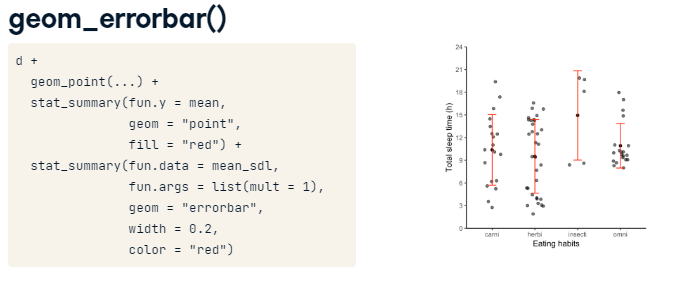 geom_errorbar()
d +
  geom_point(...) +
  stat_summary(fun.y = mean,
               geom = "point",
               fill = "red") +
  stat_summary(fun.data = mean_sdl,
               fun.args = list(mult = 1),
               geom = "errorbar",
               width = 0.2,
               color = "red")
24
21
18
15
12
9
6
3
0
Total sleep time (h)
carni herbi insecti omni
Eating habits